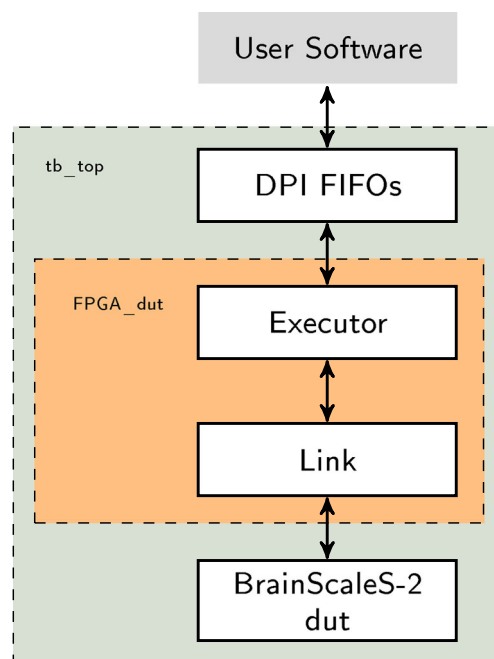 User Software
tb_top
DPI FIFOs
FPGA_dut
Executor
Link
BrainScaleS-2
dut